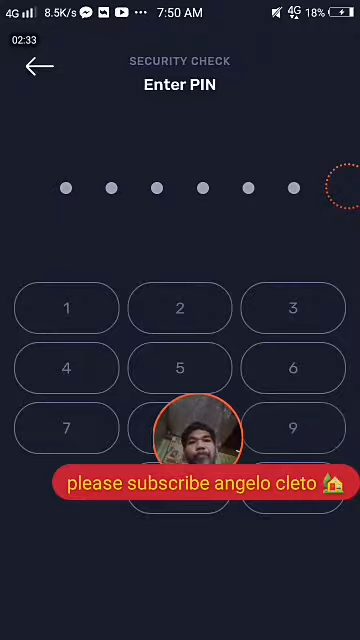 4G 8.5K/s ··· 7:50 AM 4G 18%
02:33
SECURITY CHECK
Enter PIN
1 2 3
4 5 6
7 9
please subscribe angelo cleto 🏡